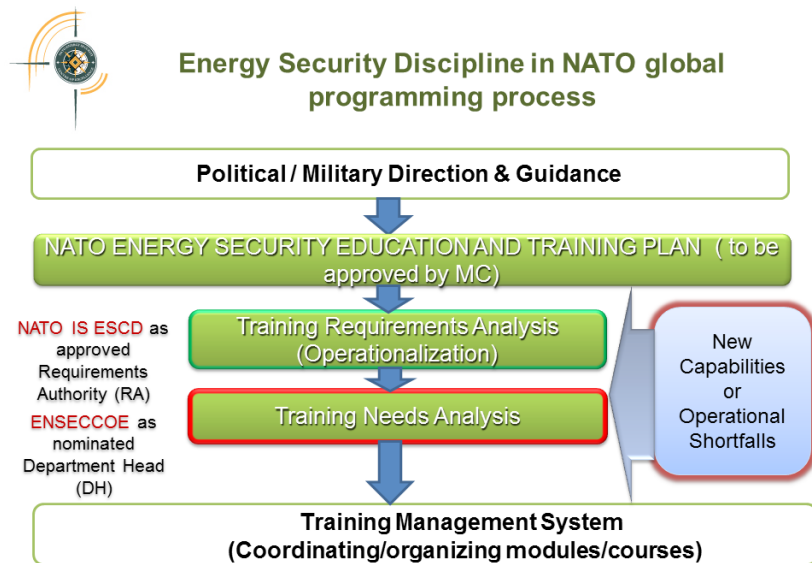 Energy Security Discipline in NATO global
programming process
Political / Military Direction & Guidance
NATO ENERGY SECURITY EDUCATION AND TRAINING PLAN ( to be
approved by MC)
Training Requirements Analysis
(Operationalization)
Training Needs Analysis
NATO IS ESCD as
approved
Requirements
Authority (RA)
ENSECCOE as
nominated
Department Head
(DH)
New
Capabilities
or
Operational
Shortfalls
Training Management System
(Coordinating/organizing modules/courses)